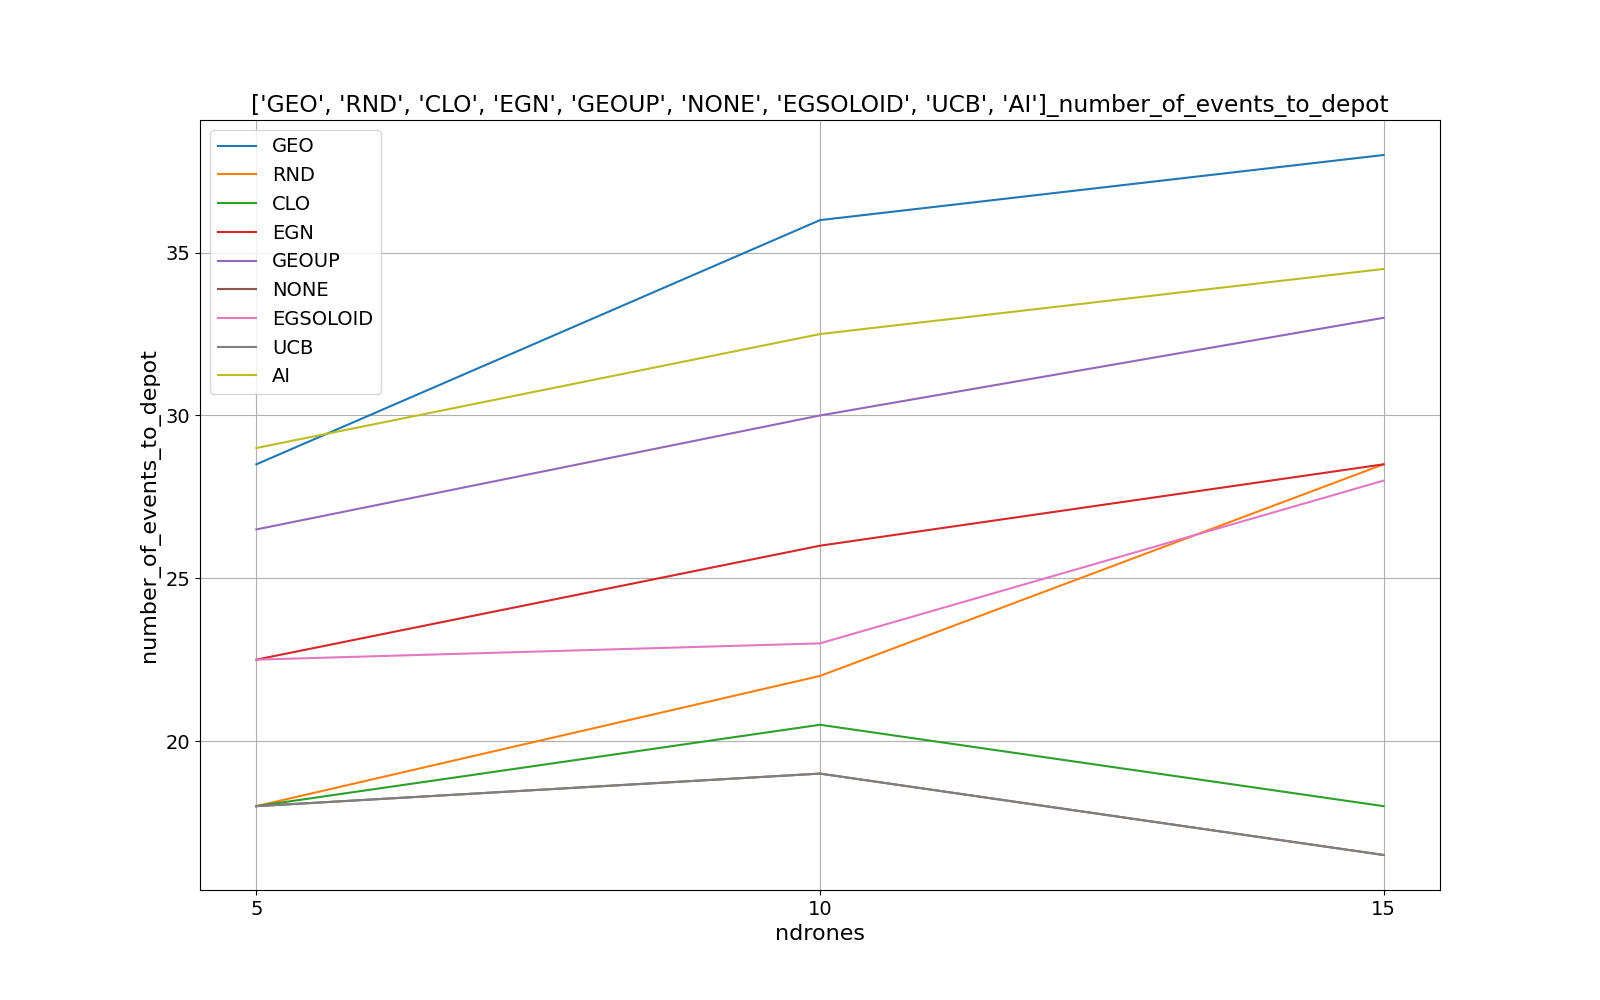 ['GEO', 'RND', 'CLO', 'EGN', 'GEOUP', 'NONE', 'EGSOLOID', 'UCB', 'AI']_number_of_events_to_depot
GEO
RND
CLO
EGN
GEOUP
NONE
EGSOLOID
UCB
AI
number_of_events_to_depot
35
30
25
20
5 10 15
ndrones